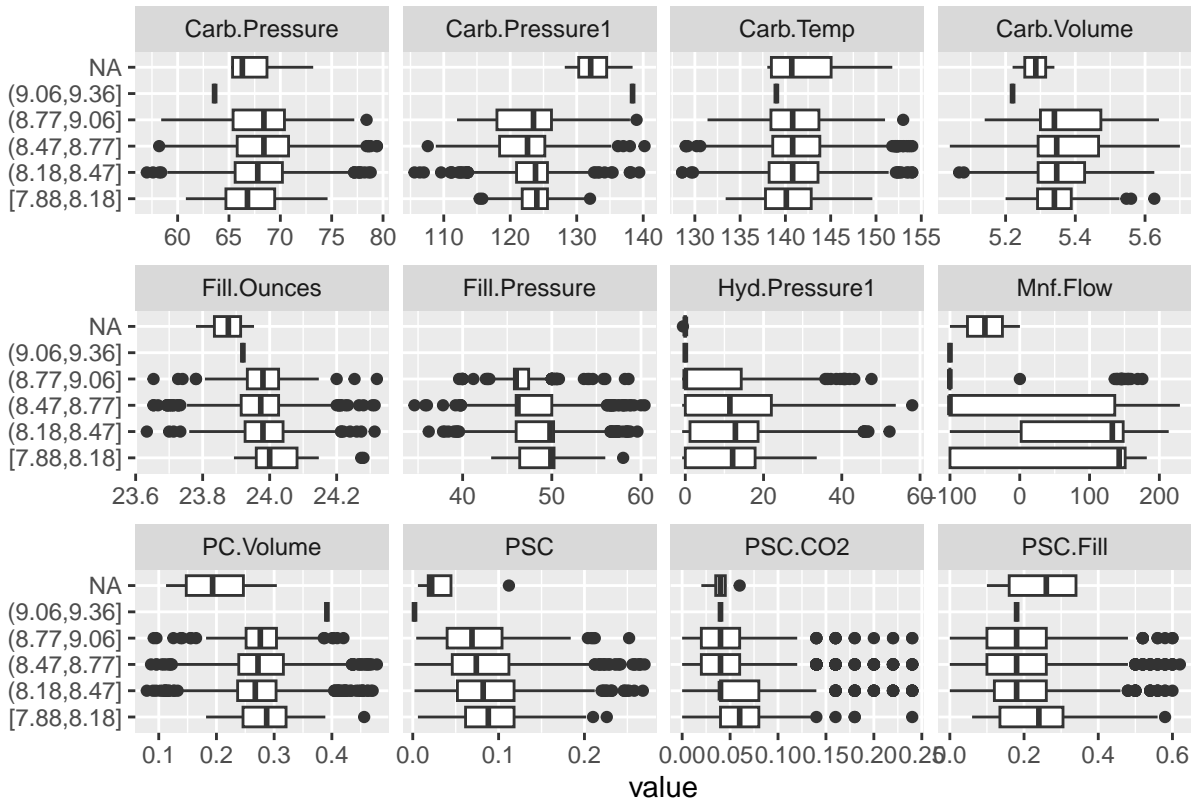 Carb.Pressure Carb.Pressure1 Carb.Temp Carb.Volume
NA
(9.06,9.36]
(8.77,9.06]
(8.47,8.77]
(8.18,8.47]
[7.88,8.18]
60 65 70 75 80 110 120 130 140 130 135 140 145 150 155 5.2 5.4 5.6
Fill.Ounces Fill.Pressure Hyd.Pressure1 Mnf.Flow
NA
(9.06,9.36]
(8.77,9.06]
(8.47,8.77]
(8.18,8.47]
[7.88,8.18]
23.6 23.8 24.0 24.2 40 50 60 0 20 40 60 -100 0 100 200
PC.Volume PSC PSC.CO2 PSC.Fill
NA
(9.06,9.36]
(8.77,9.06]
(8.47,8.77]
(8.18,8.47]
[7.88,8.18]
0.1 0.2 0.3 0.4 0.0 0.1 0.2 0.00 0.05 0.10 0.15 0.20 0.25 0.0 0.2 0.4 0.6
value